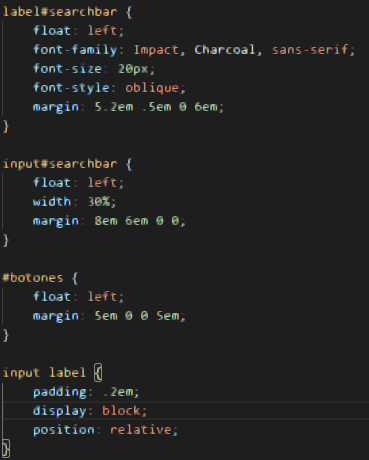 label#searchbar {
float: left;
font-family: Impact, Charcoal, sans-serif;
font-size: 20px;
font-style: oblique;
margin: 5.2em .5em 0 6em;
}
input#searchbar {
float: left;
width: 30%;
margin: 8em 6em 0 0;
}
#botones {
float: left;
margin: 5em 0 0 5em;
}
input label {
padding: .2em;
display: block;
position: relative;
}